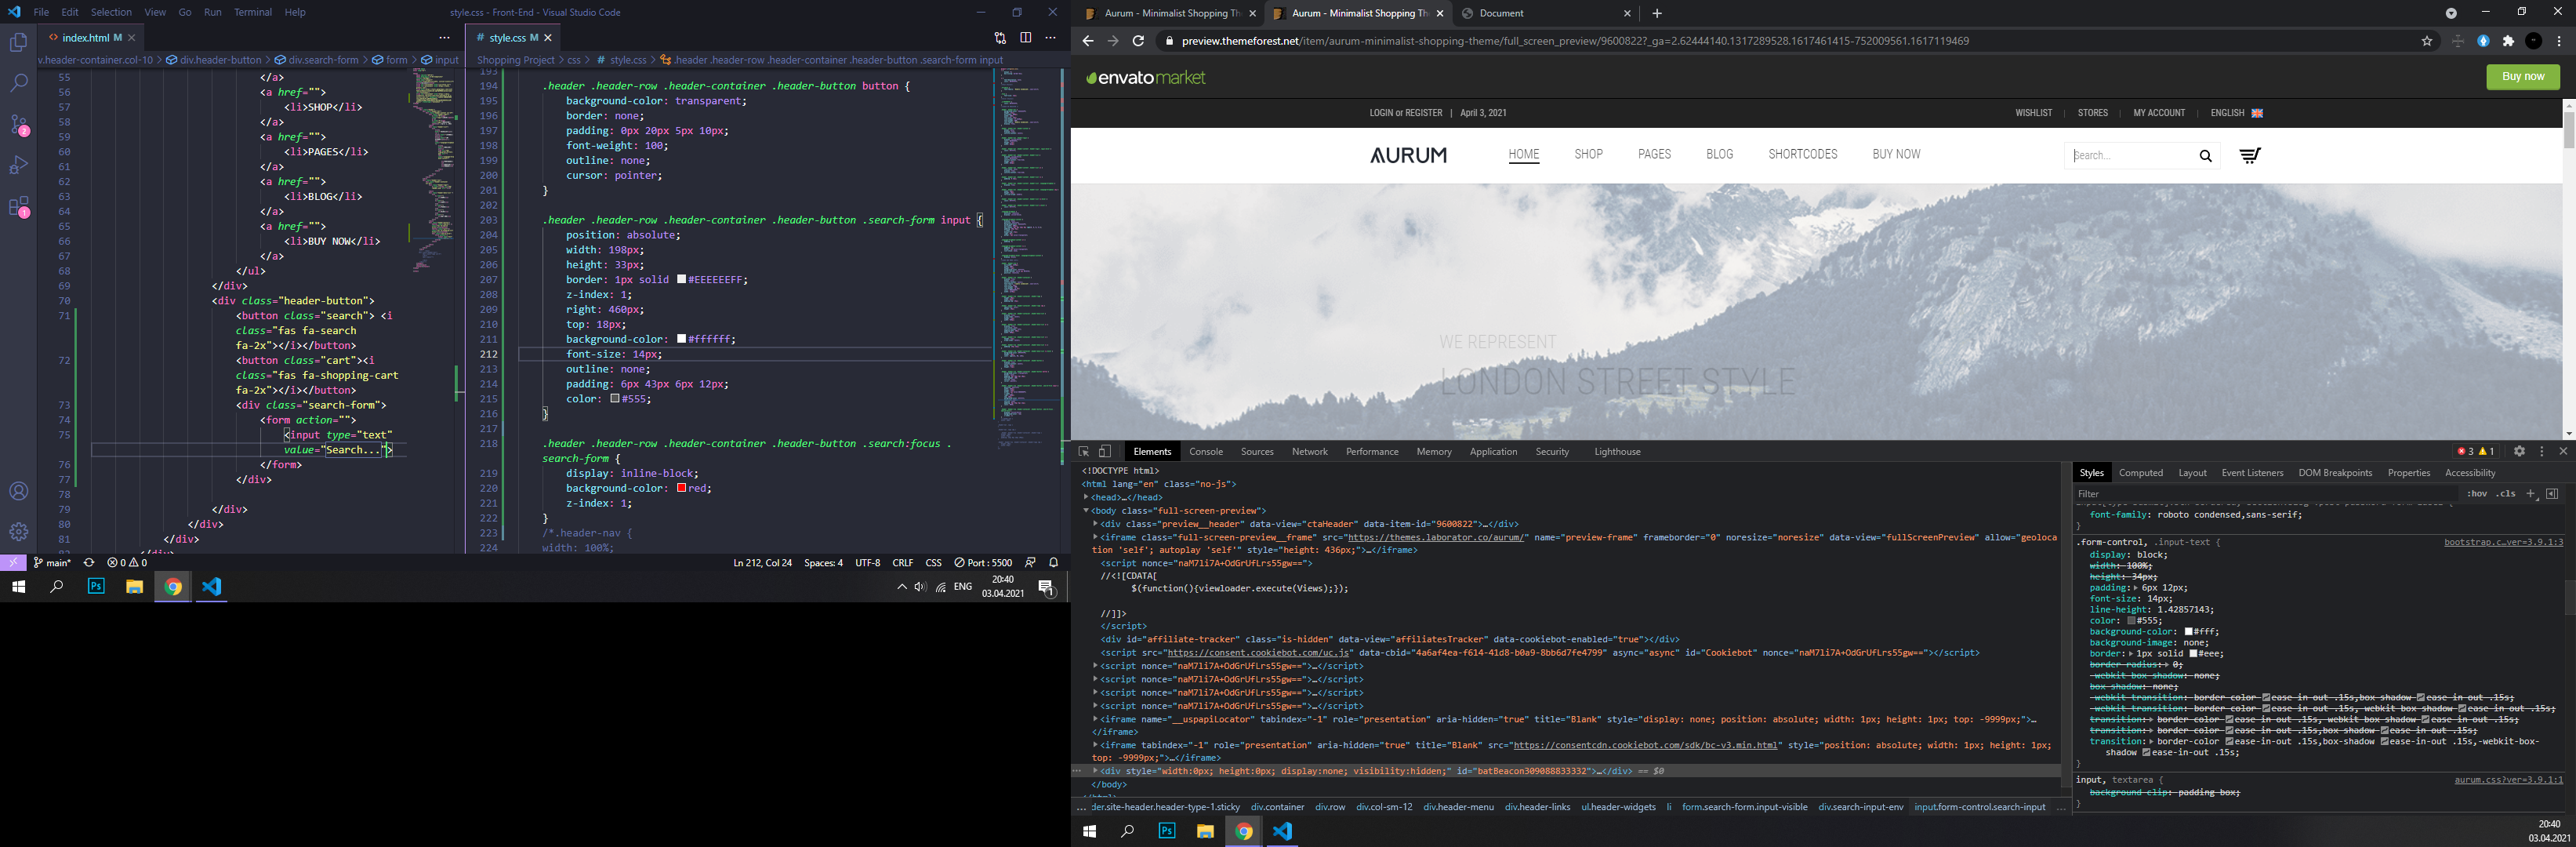 File Edit Selection View Go Run Terminal Help
style.css - Front-End - Visual Studio Code
index.html M
v.header-container.col-10 > div.header-button > div.search-form > form > input
55 </a>
56 <a href="">
57 <li>SHOP</li>
58 </a>
59 <a href="">
60 <li>PAGES</li>
61 </a>
62 <a href="">
63 <li>BLOG</li>
64 </a>
65 <a href="">
66 <li>BUY NOW</li>
67 </a>
68 </ul>
69 </div>
70 <div class="header-button">
71 <button class="search"> <i
class="fas fa-search
fa-2x"></i></button>
72 <button class="cart"><i
class="fas fa-shopping-cart
fa-2x"></i></button>
73 <div class="search-form">
74 <form action="">
75 <input type="text"
value="Search...">
76 </form>
77 </div>
78
79 </div>
80 </div>
81 </div>
# style.css M
Shopping Project > css > # style.css > .header .header-row .header-container .header-button .search-form input
193
194 .header .header-row .header-container .header-button button {
195 background-color: transparent;
196 border: none;
197 padding: 0px 20px 5px 10px;
198 font-weight: 100;
199 outline: none;
200 cursor: pointer;
201 }
202
203 .header .header-row .header-container .header-button .search-form input {
204 position: absolute;
205 width: 198px;
206 height: 33px;
207 border: 1px solid #EEEEEEFF;
208 z-index: 1;
209 right: 460px;
210 top: 18px;
211 background-color: #ffffff;
212 font-size: 14px;
213 outline: none;
214 padding: 6px 43px 6px 12px;
215 color: #555;
216 }
217
218 .header .header-row .header-container .header-button .search:focus .
search-form {
219 display: inline-block;
220 background-color: red;
221 z-index: 1;
222 }
223 /*.header-nav {
224 width: 100%;
main* 0 0
Ln 212, Col 24 Spaces: 4 UTF-8 CRLF CSS Port : 5500
ENG 20:40
03.04.2021
Aurum - Minimalist Shopping Th
Aurum - Minimalist Shopping Th
Document
preview.themeforest.net/item/aurum-minimalist-shopping-theme/full_screen_preview/9600822?_ga=2.62444140.1317289528.1617461415-752009561.1617119469
envatomarket
Buy now
LOGIN or REGISTER | April 3, 2021
WISHLIST | STORES | MY ACCOUNT | ENGLISH
AURUM HOME SHOP PAGES BLOG SHORTCODES BUY NOW Search...
WE REPRESENT
LONDON STREET STYLE
Elements Console Sources Network Performance Memory Application Security Lighthouse 3 1
<!DOCTYPE html>
<html lang="en" class="no-js">
<head>…</head>
<body class="full-screen-preview">
<div class="preview__header" data-view="ctaHeader" data-item-id="9600822">…</div>
<iframe class="full-screen-preview__frame" src="https://themes.laborator.co/aurum/" name="preview-frame" frameborder="0" noresize="noresize" data-view="fullScreenPreview" allow="geoloca
tion 'self'; autoplay 'self'" style="height: 436px;">…</iframe>
<script nonce="naM7li7A+OdGrUfLrs55gw==">
//<![CDATA[
$(function(){viewloader.execute(Views);});
//]]>
</script>
<div id="affiliate-tracker" class="is-hidden" data-view="affiliatesTracker" data-cookiebot-enabled="true"></div>
<script src="https://consent.cookiebot.com/uc.js" data-cbid="4a6af4ea-f614-41d8-b0a9-8bb6d7fe4799" async="async" id="Cookiebot" nonce="naM7li7A+OdGrUfLrs55gw=="></script>
<script nonce="naM7li7A+OdGrUfLrs55gw==">…</script>
<script nonce="naM7li7A+OdGrUfLrs55gw==">…</script>
<script nonce="naM7li7A+OdGrUfLrs55gw==">…</script>
<script nonce="naM7li7A+OdGrUfLrs55gw==">…</script>
<iframe name="__uspapiLocator" tabindex="-1" role="presentation" aria-hidden="true" title="Blank" style="display: none; position: absolute; width: 1px; height: 1px; top: -9999px;">…
</iframe>
<iframe tabindex="-1" role="presentation" aria-hidden="true" title="Blank" src="https://consentcdn.cookiebot.com/sdk/bc-v3.min.html" style="position: absolute; width: 1px; height: 1px;
top: -9999px;">…</iframe>
<div style="width:0px; height:0px; display:none; visibility:hidden;" id="batBeacon309088833332">…</div> == $0
</body>
… der.site-header.header-type-1.sticky div.container div.row div.col-sm-12 div.header-menu div.header-links ul.header-widgets li form.search-form.input-visible div.search-input-env input.form-control.search-input …
Styles Computed Layout Event Listeners DOM Breakpoints Properties Accessibility
Filter :hov .cls +
font-family: roboto condensed,sans-serif;
}
.form-control, .input-text { bootstrap.c…ver=3.9.1:3
display: block;
width: 100%;
height: 34px;
padding: 6px 12px;
font-size: 14px;
line-height: 1.42857143;
color: #555;
background-color: #fff;
background-image: none;
border: 1px solid #eee;
border-radius: 0;
-webkit-box-shadow: none;
box-shadow: none;
-webkit-transition: border-color ease-in-out .15s,box-shadow ease-in-out .15s;
-webkit-transition: border-color ease-in-out .15s,-webkit-box-shadow ease-in-out .15s;
transition: border-color ease-in-out .15s,-webkit-box-shadow ease-in-out .15s;
transition: border-color ease-in-out .15s,box-shadow ease-in-out .15s;
transition: border-color ease-in-out .15s,box-shadow ease-in-out .15s,-webkit-box-
shadow ease-in-out .15s;
}
input, textarea { aurum.css?ver=3.9.1:1
background-clip: padding-box;
}
20:40
03.04.2021